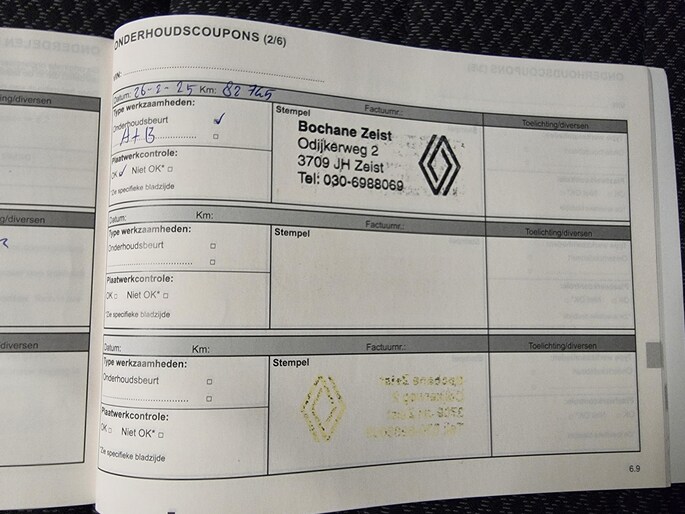 ONDERHOUDSCOUPONS (2/6)
VIN:
Datum: 26-8-25 Km: 82 765
Type werkzaamheden:
Onderhoudsbeurt
A+B
Plaatwerkcontrole:
OK Niet OK*
*Zie specifieke bladzijde
Stempel Factuurnr.:
Bochane Zeist
Odijkerweg 2
3709 JH Zeist
Tel: 030-6988069
Toelichting/diversen
Datum: Km:
Type werkzaamheden:
Onderhoudsbeurt
Plaatwerkcontrole:
OK Niet OK*
*Zie specifieke bladzijde
Stempel Factuurnr.:
Toelichting/diversen
Datum: Km:
Type werkzaamheden:
Onderhoudsbeurt
Plaatwerkcontrole:
OK Niet OK*
*Zie specifieke bladzijde
Stempel Factuurnr.:
Toelichting/diversen
6.9